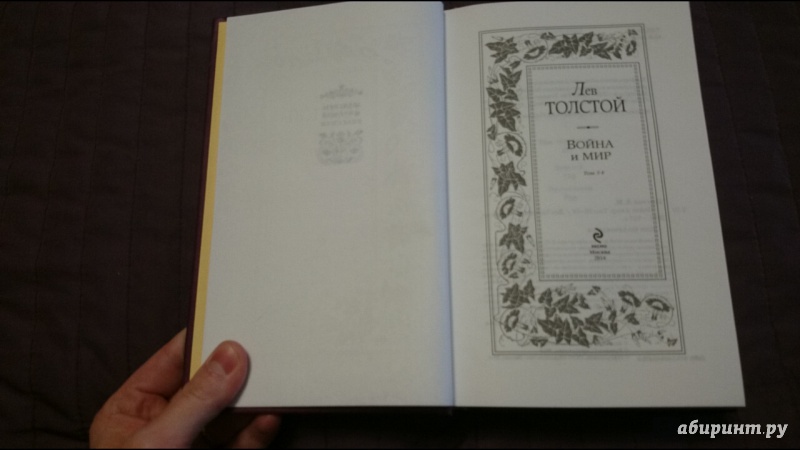 Лев
ТОЛСТОЙ
ВОЙНА
И МИР
Москва
абиринт.ру